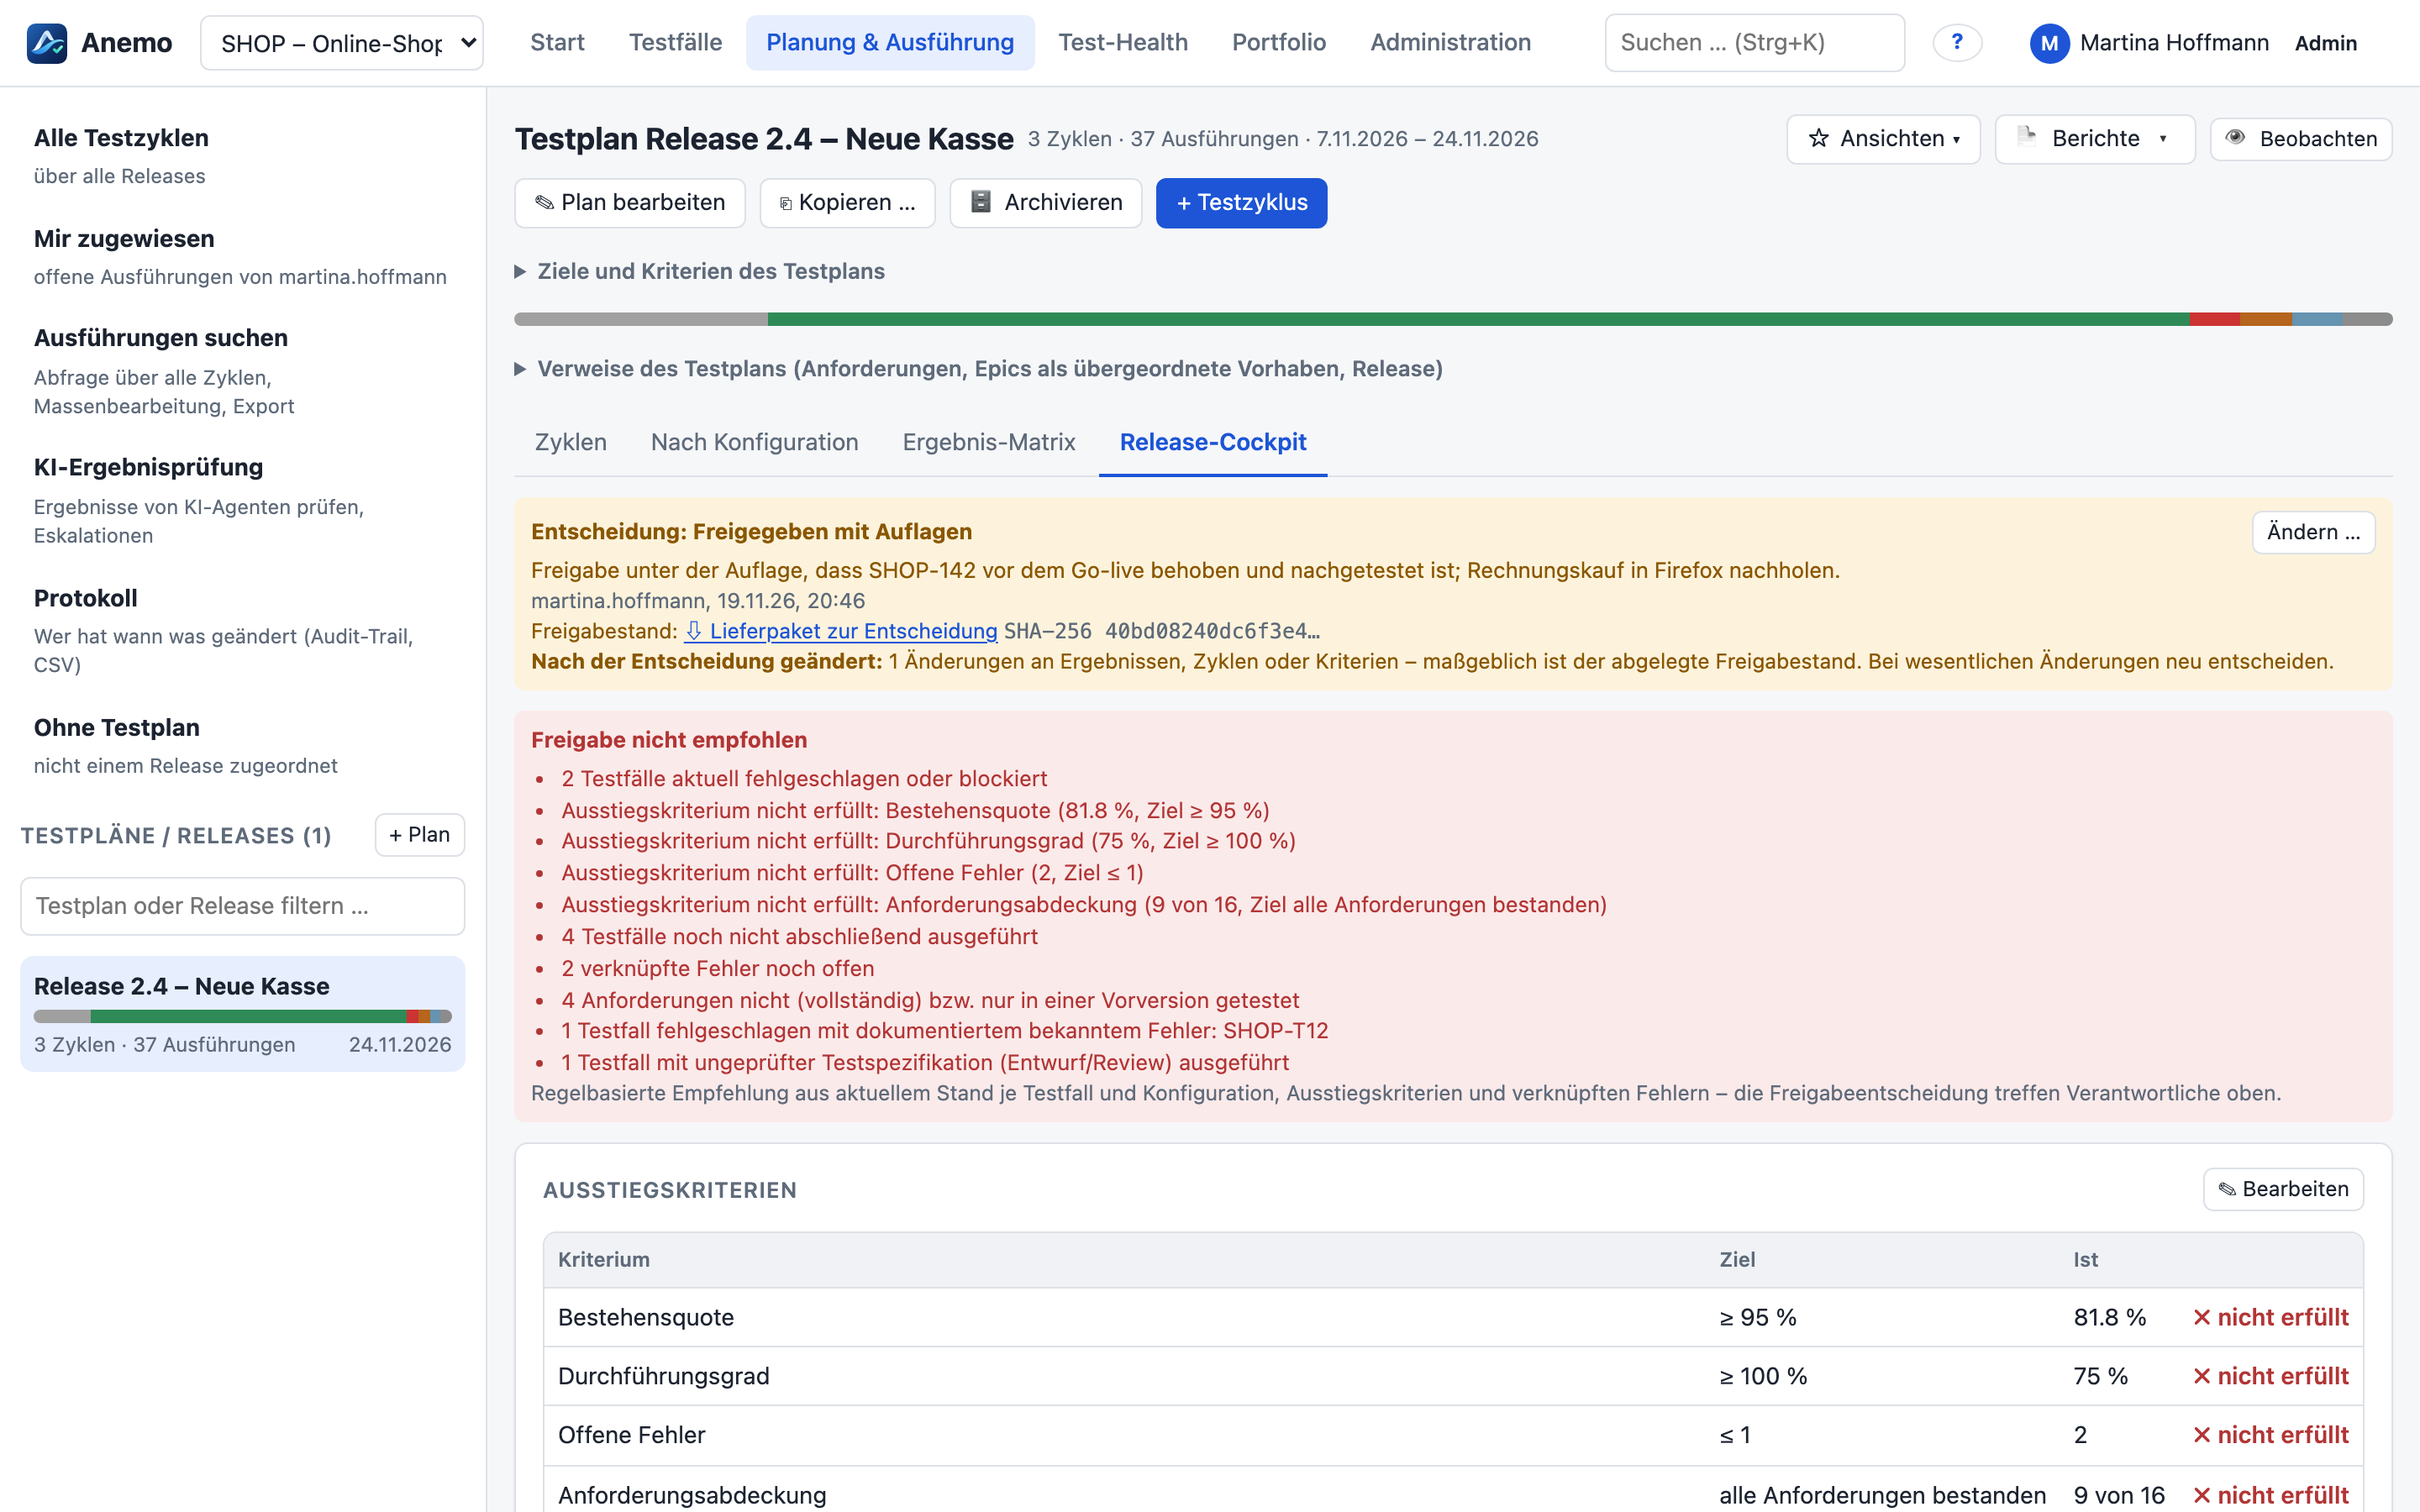 Anemo
SHOP – Online-Shop
Start
Testfälle
Planung & Ausführung
Test-Health
Portfolio
Administration
Suchen ... (Strg+K)
?
M
Martina Hoffmann
Admin
Alle Testzyklen
über alle Releases
Mir zugewiesen
offene Ausführungen von martina.hoffmann
Ausführungen suchen
Abfrage über alle Zyklen,
Massenbearbeitung, Export
KI-Ergebnisprüfung
Ergebnisse von KI-Agenten prüfen,
Eskalationen
Protokoll
Wer hat wann was geändert (Audit-Trail,
CSV)
Ohne Testplan
nicht einem Release zugeordnet
TESTPLÄNE / RELEASES (1)
+ Plan
Testplan oder Release filtern ...
Release 2.4 – Neue Kasse
3 Zyklen · 37 Ausführungen 24.11.2026
Testplan Release 2.4 – Neue Kasse 3 Zyklen · 37 Ausführungen · 7.11.2026 – 24.11.2026
☆ Ansichten ▾
Berichte ▾
Beobachten
✎ Plan bearbeiten
Kopieren ...
Archivieren
+ Testzyklus
▶ Ziele und Kriterien des Testplans
▶ Verweise des Testplans (Anforderungen, Epics als übergeordnete Vorhaben, Release)
Zyklen
Nach Konfiguration
Ergebnis-Matrix
Release-Cockpit
Entscheidung: Freigegeben mit Auflagen
Ändern ...
Freigabe unter der Auflage, dass SHOP-142 vor dem Go-live behoben und nachgetestet ist; Rechnungskauf in Firefox nachholen.
martina.hoffmann, 19.11.26, 20:46
Freigabestand: ⇩ Lieferpaket zur Entscheidung SHA-256 40bd08240dc6f3e4…
Nach der Entscheidung geändert: 1 Änderungen an Ergebnissen, Zyklen oder Kriterien – maßgeblich ist der abgelegte Freigabestand. Bei wesentlichen Änderungen neu entscheiden.
Freigabe nicht empfohlen
• 2 Testfälle aktuell fehlgeschlagen oder blockiert
• Ausstiegskriterium nicht erfüllt: Bestehensquote (81.8 %, Ziel ≥ 95 %)
• Ausstiegskriterium nicht erfüllt: Durchführungsgrad (75 %, Ziel ≥ 100 %)
• Ausstiegskriterium nicht erfüllt: Offene Fehler (2, Ziel ≤ 1)
• Ausstiegskriterium nicht erfüllt: Anforderungsabdeckung (9 von 16, Ziel alle Anforderungen bestanden)
• 4 Testfälle noch nicht abschließend ausgeführt
• 2 verknüpfte Fehler noch offen
• 4 Anforderungen nicht (vollständig) bzw. nur in einer Vorversion getestet
• 1 Testfall fehlgeschlagen mit dokumentiertem bekanntem Fehler: SHOP-T12
• 1 Testfall mit ungeprüfter Testspezifikation (Entwurf/Review) ausgeführt
Regelbasierte Empfehlung aus aktuellem Stand je Testfall und Konfiguration, Ausstiegskriterien und verknüpften Fehlern – die Freigabeentscheidung treffen Verantwortliche oben.
AUSSTIEGSKRITERIEN
✎ Bearbeiten
Kriterium Ziel Ist
Bestehensquote ≥ 95 % 81.8 % ✕ nicht erfüllt
Durchführungsgrad ≥ 100 % 75 % ✕ nicht erfüllt
Offene Fehler ≤ 1 2 ✕ nicht erfüllt
Anforderungsabdeckung alle Anforderungen bestanden 9 von 16 ✕ nicht erfüllt